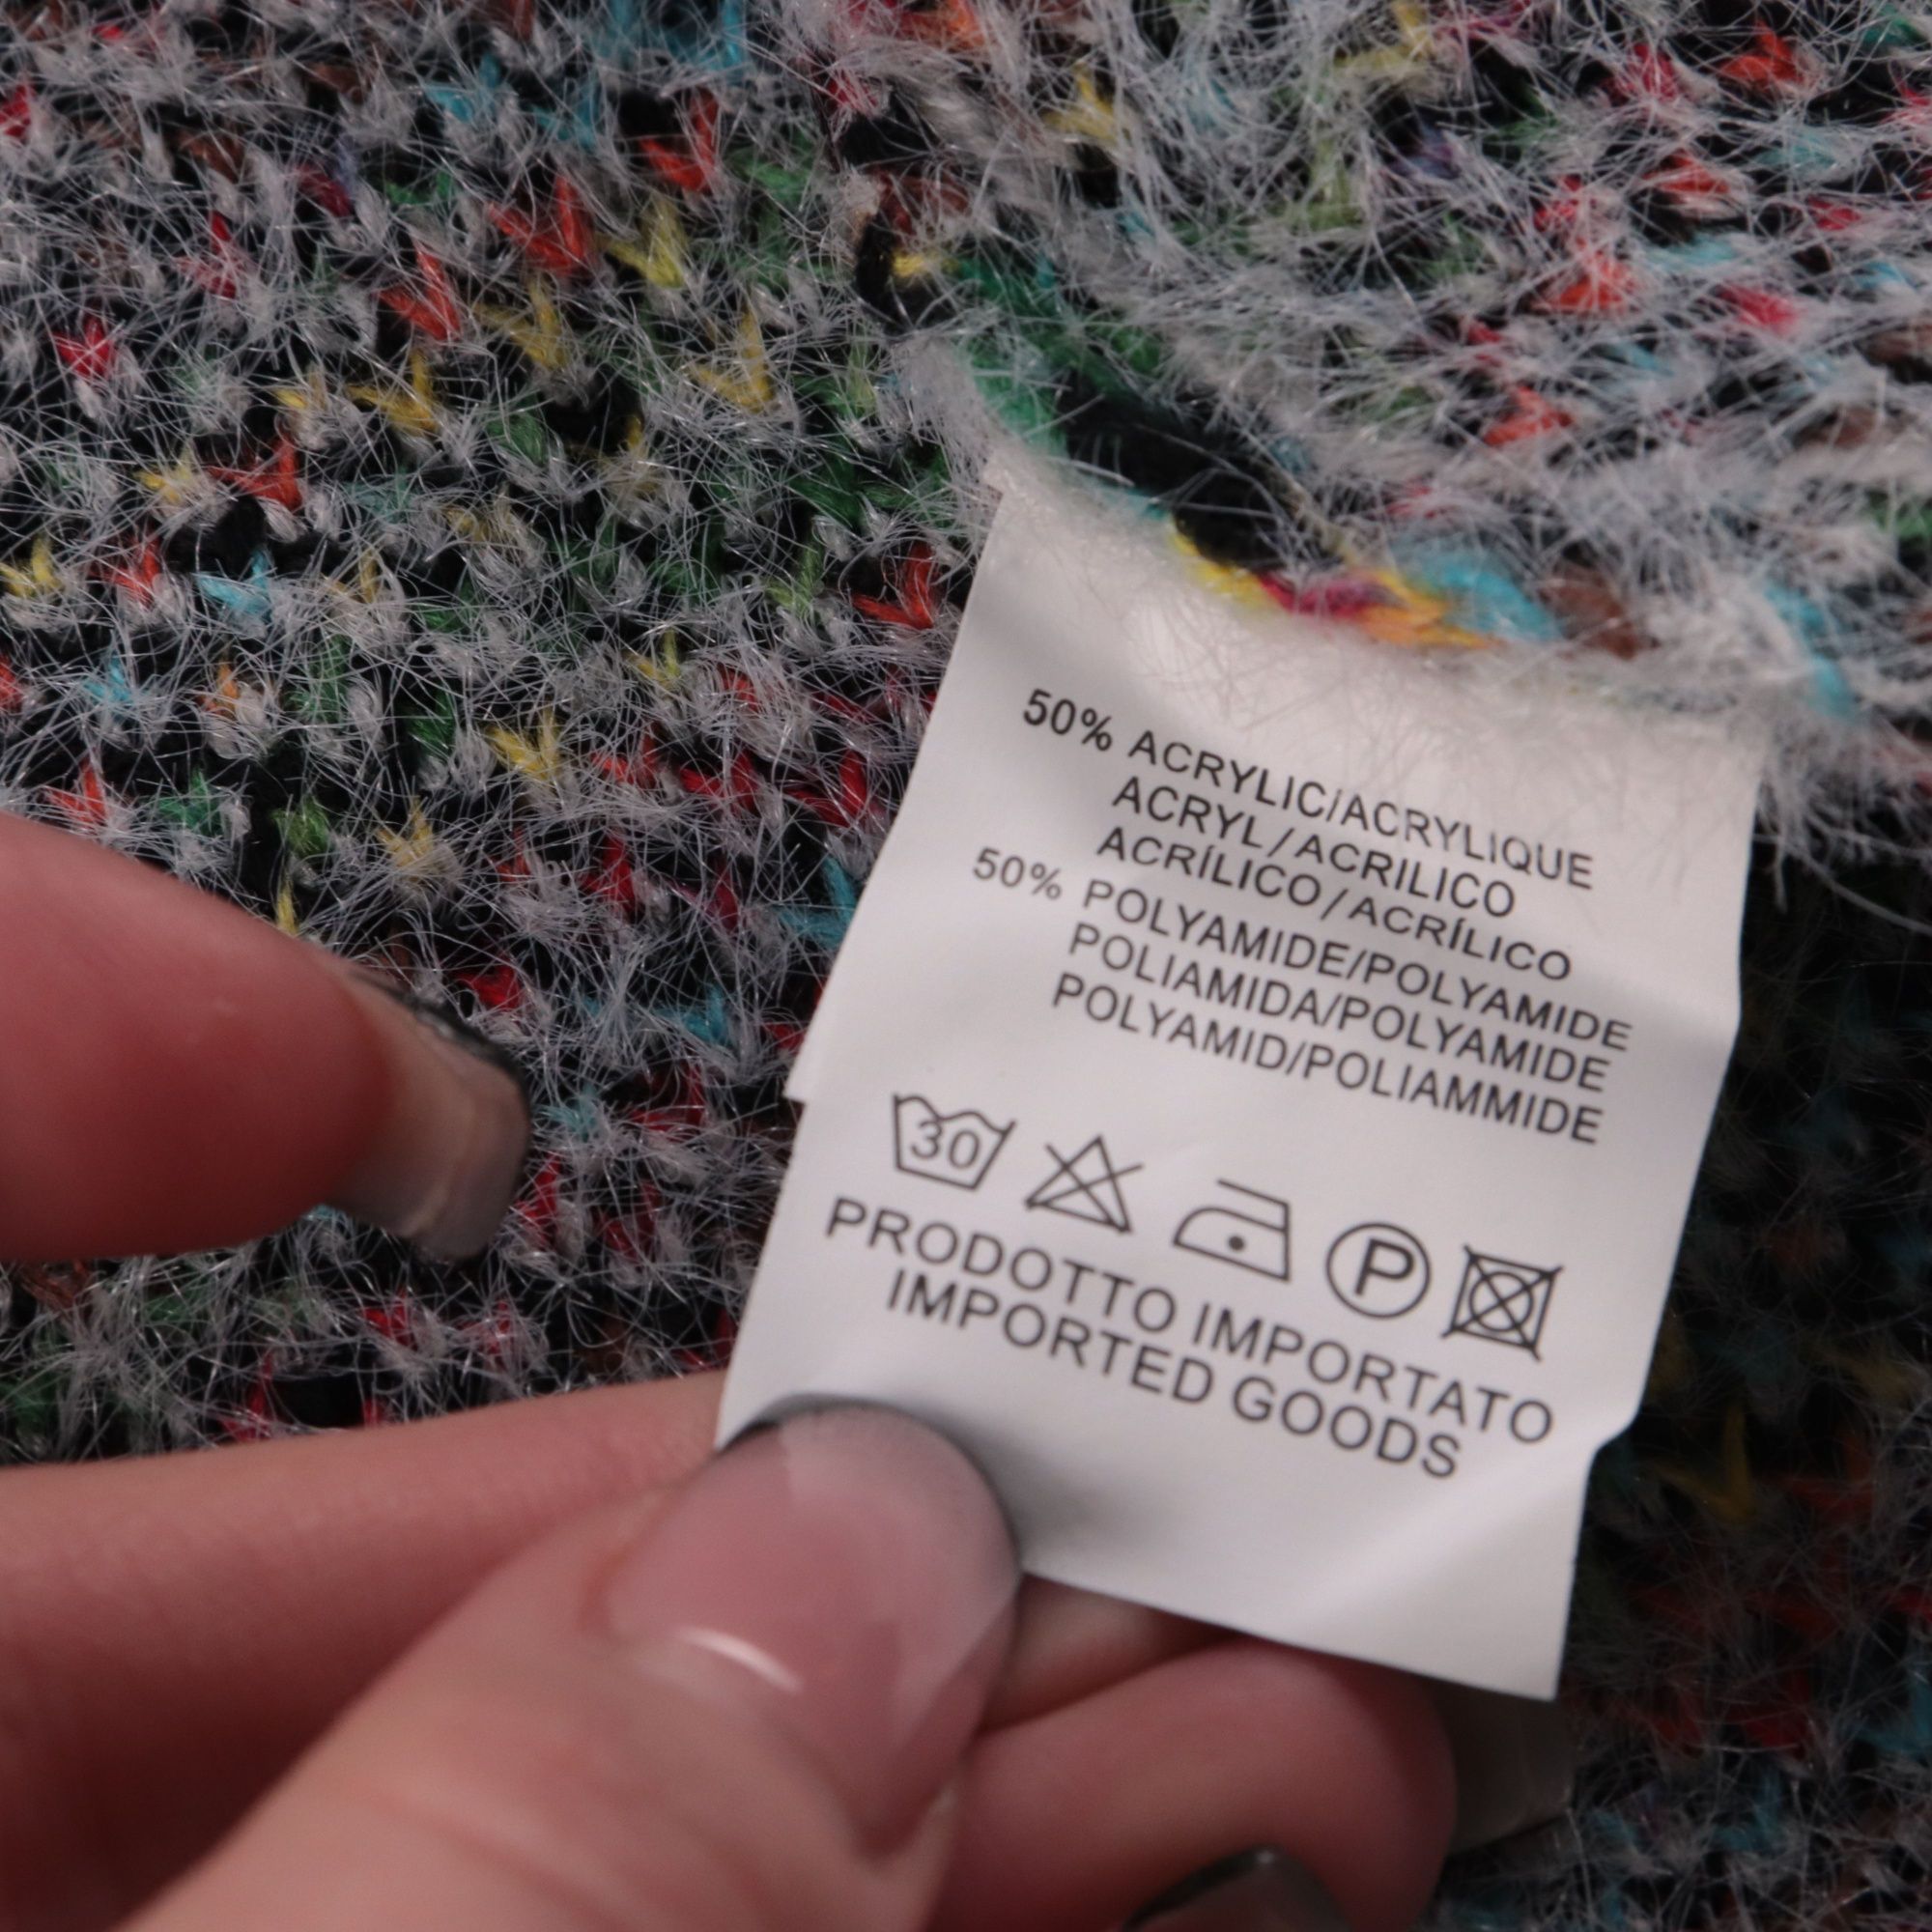 50% ACRYLIC/ACRYLIQUE
ACRYL/ACRILICO
ACRÍLICO/ACRÍLICO
50% POLYAMIDE/POLYAMIDE
POLIAMIDA/POLYAMIDE
POLYAMID/POLIAMMIDE
30 P
PRODOTTO IMPORTATO
IMPORTED GOODS